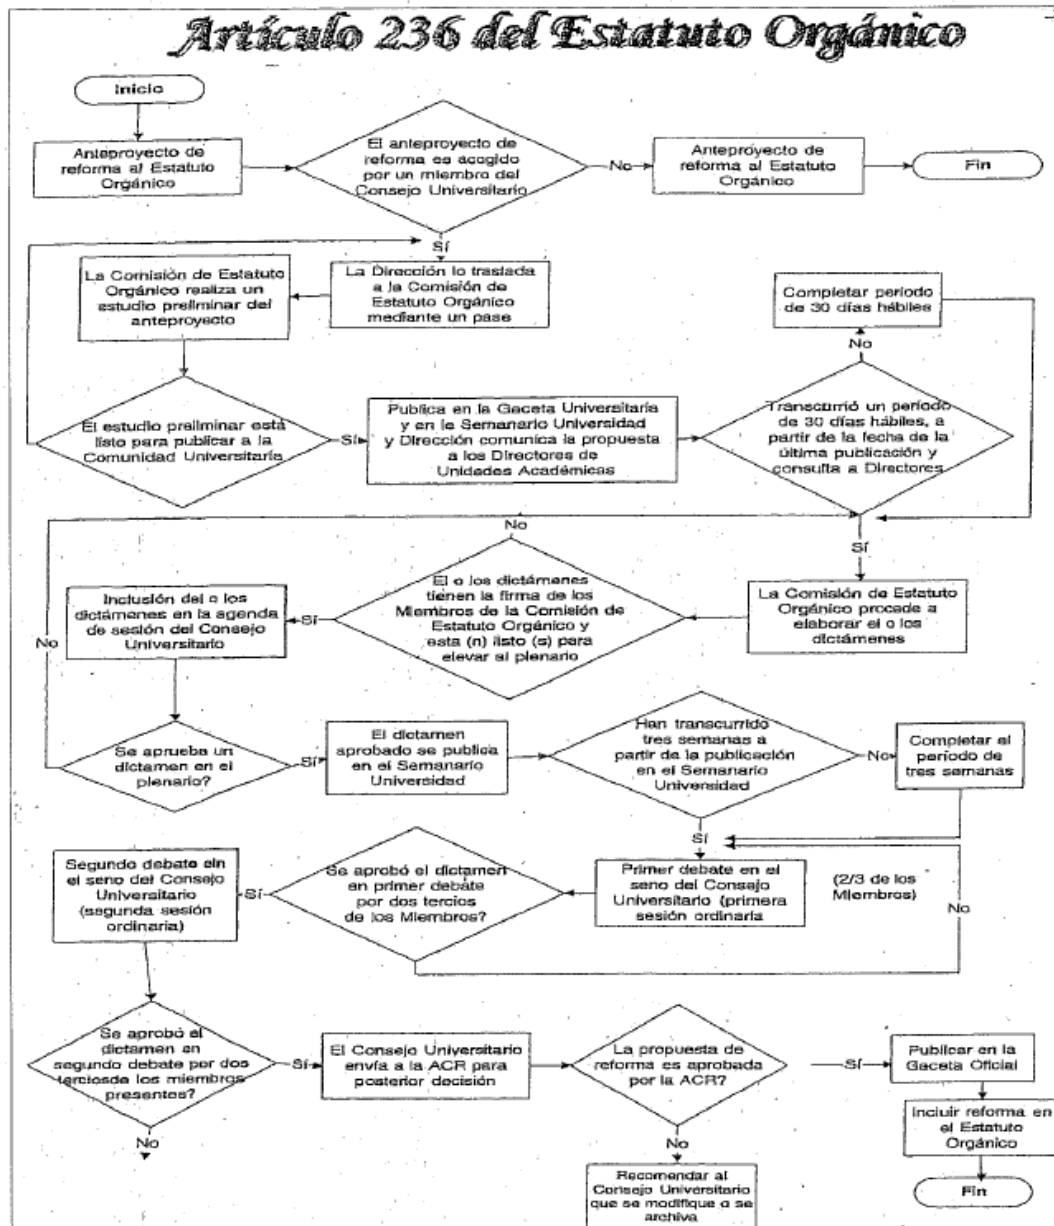 Artículo 236 del Estatuto Orgánico
Inicio
Anteproyecto de
reforma al Estatuto
Orgánico
El anteproyecto de
reforma es acogido
por un miembro del
Consejo Universitario
No
Anteproyecto de
reforma al Estatuto
Orgánico
Fin
Sí
La Dirección lo traslada
a la Comisión de
Estatuto Orgánico
mediante un pase
La Comisión de Estatuto
Orgánico realiza un
estudio preliminar del
anteproyecto
Completar período
de 30 días hábiles
No
El estudio preliminar está
listo para publicar a la
Comunidad Universitaria
Sí
Publica en la Gaceta Universitaria
y en le Semanario Universidad
y Dirección comunica la propuesta
a los Directores de
Unidades Académicas
Transcurrió un período
de 30 días hábiles, a
partir de la fecha de la
última publicación y
consulta a Directores
No
Sí
La Comisión de Estatuto
Orgánico procede a
elaborar el o los
dictámenes
El o los dictámenes
tienen la firma de los
Miembros de la Comisión de
Estatuto Orgánico y
esta (n) listo (s) para
elevar al plenario
Sí
Inclusión del o los
dictámenes en la agenda
de sesión del Consejo
Universitario
No
Se aprueba un
dictamen en el
plenario?
Sí
El dictamen
aprobado se publica
en el Semanario
Universidad
Han transcurrido
tres semanas a
partir de la publicación
en el Semanario
Universidad
No
Completar el
período de
tres semanas
Sí
Primer debate en el
seno del Consejo
Universitario (primera
sesión ordinaria
(2/3 de los
Miembros)
No
Se aprobó el dictamen
en primer debate
por dos tercios
de los Miembros?
Sí
Segundo debate ein
el seno del Consejo
Universitario
(segunda sesión
ordinaria)
Se aprobó el
dictamen en
segundo debate por dos
terciosde los miembros
presentes?
Sí
No
El Consejo Universitario
envía a la ACR para
posterior decisión
La propuesta de
reforma es aprobada
por la ACR?
Sí
Publicar en la
Gaceta Oficial
Incluir reforma en
el Estatuto
Orgánico
Fin
No
Recomendar al
Consejo Universitario
que se modifique o se
archiva